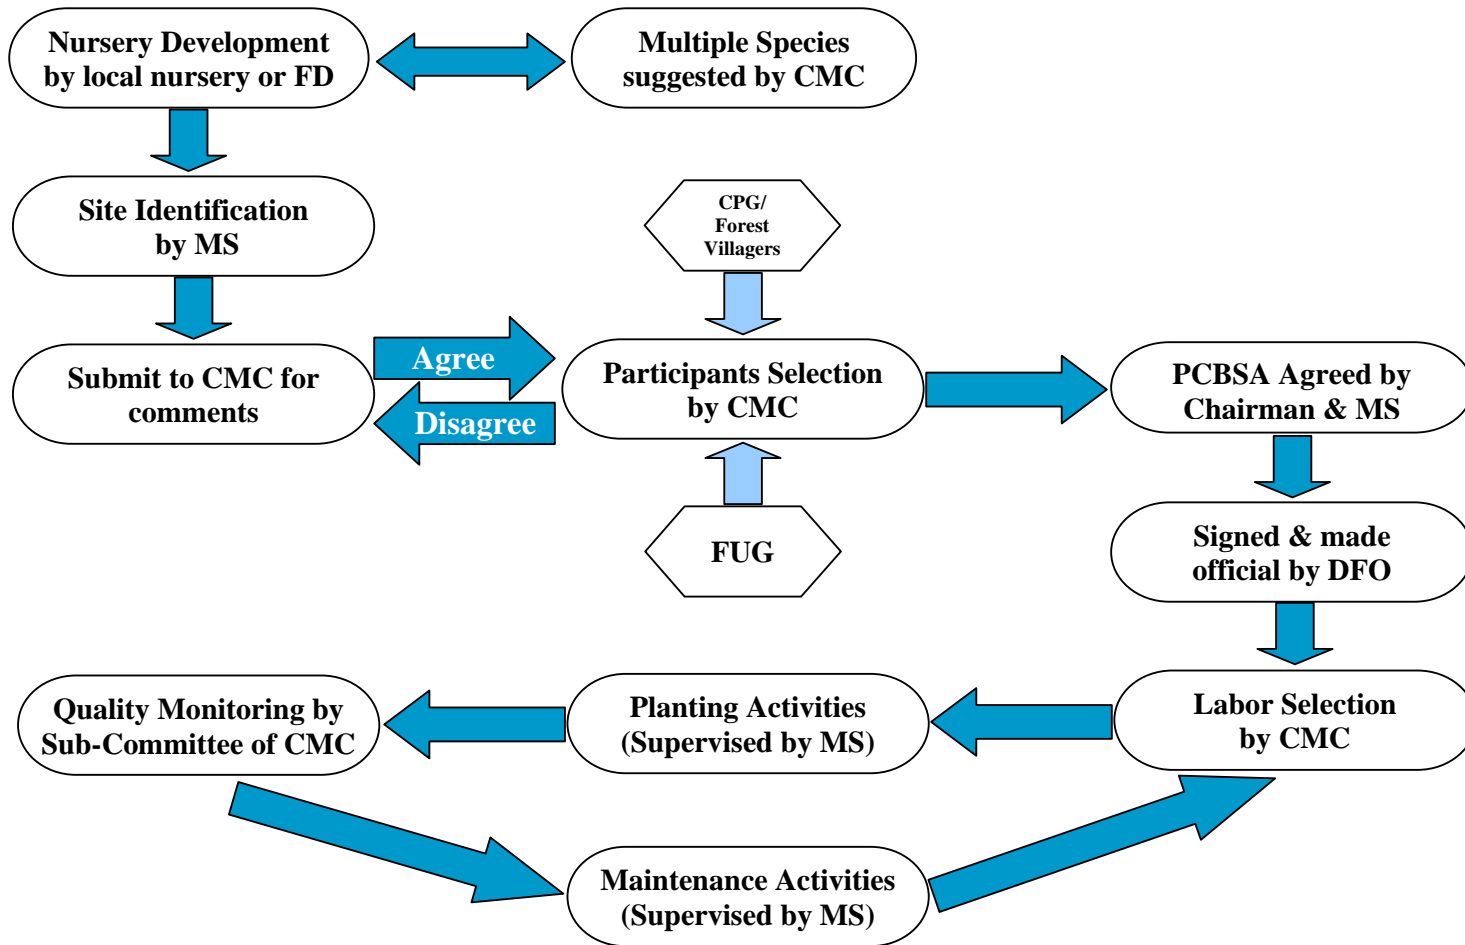 Nursery Development
by local nursery or FD
Multiple Species
suggested by CMC
Site Identification
by MS
CPG/
Forest
Villagers
Submit to CMC for
comments
Agree
Disagree
Participants Selection
by CMC
PCBSA Agreed by
Chairman & MS
FUG
Signed & made
official by DFO
Quality Monitoring by
Sub-Committee of CMC
Planting Activities
(Supervised by MS)
Labor Selection
by CMC
Maintenance Activities
(Supervised by MS)